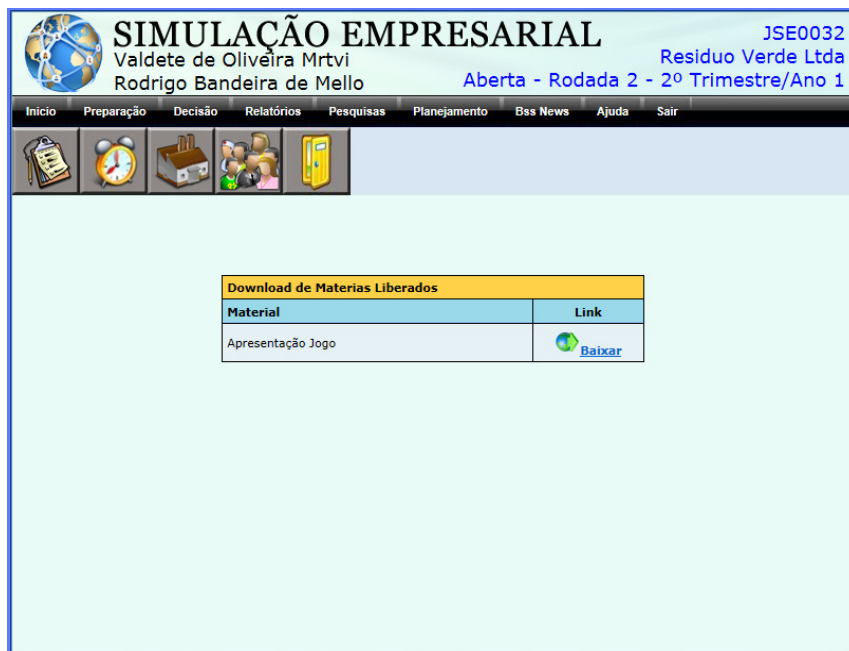 SIMULAÇÃO EMPRESARIAL
JSE0032
Valdete de Oliveira Mrtvi
Residuo Verde Ltda
Rodrigo Bandeira de Mello
Aberta - Rodada 2 - 2º Trimestre/Ano 1
Inicio Preparação Decisão Relatórios Pesquisas Planejamento Bss News Ajuda Sair
Download de Materias Liberados
Material Link
Apresentação Jogo Baixar